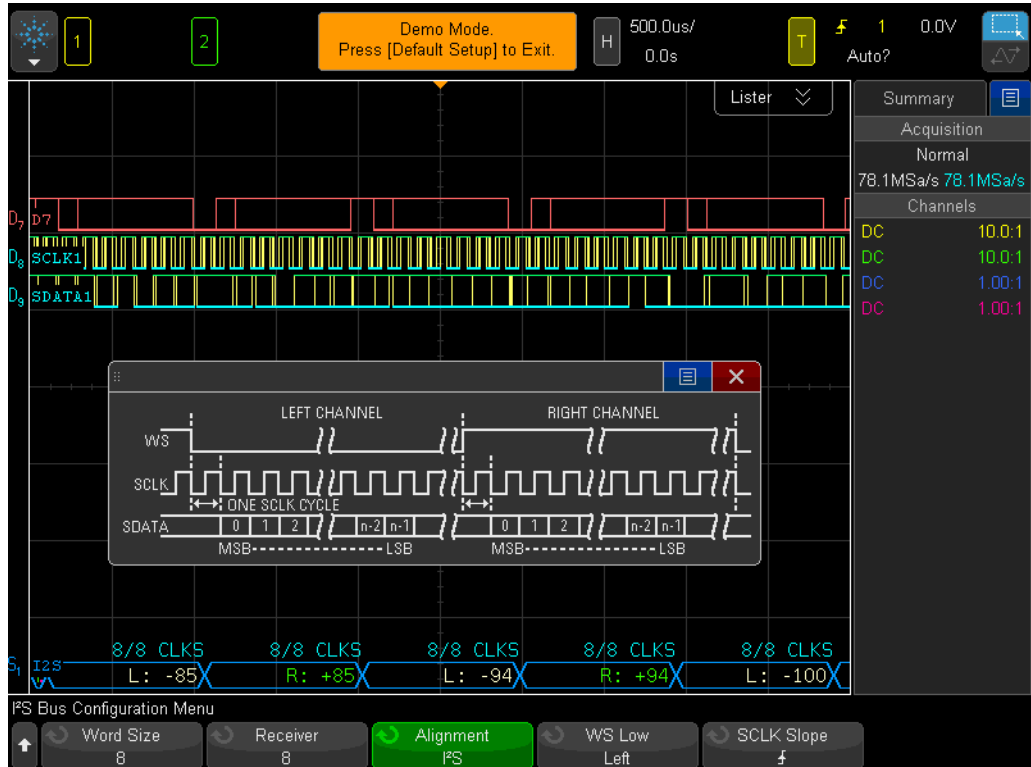 1
2
Demo Mode.
Press [Default Setup] to Exit.
H
500.0us/
0.0s
T
1
0.0V
Auto?
Lister
Summary
Acquisition
Normal
78.1MSa/s 78.1MSa/s
Channels
DC 10.0:1
DC 10.0:1
DC 1.00:1
DC 1.00:1
D7 D7
D8 SCLK1
D9 SDATA1
LEFT CHANNEL RIGHT CHANNEL
WS
SCLK
ONE SCLK CYCLE
SDATA 0 1 2 n-2 n-1 0 1 2 n-2 n-1
MSB------------LSB MSB------------LSB
8/8 CLKS 8/8 CLKS 8/8 CLKS 8/8 CLKS 8/8 CLKS
S1 I2S L: -85 R: +85 L: -94 R: +94 L: -100
I²S Bus Configuration Menu
Word Size Receiver Alignment WS Low SCLK Slope
8 8 I²S Left